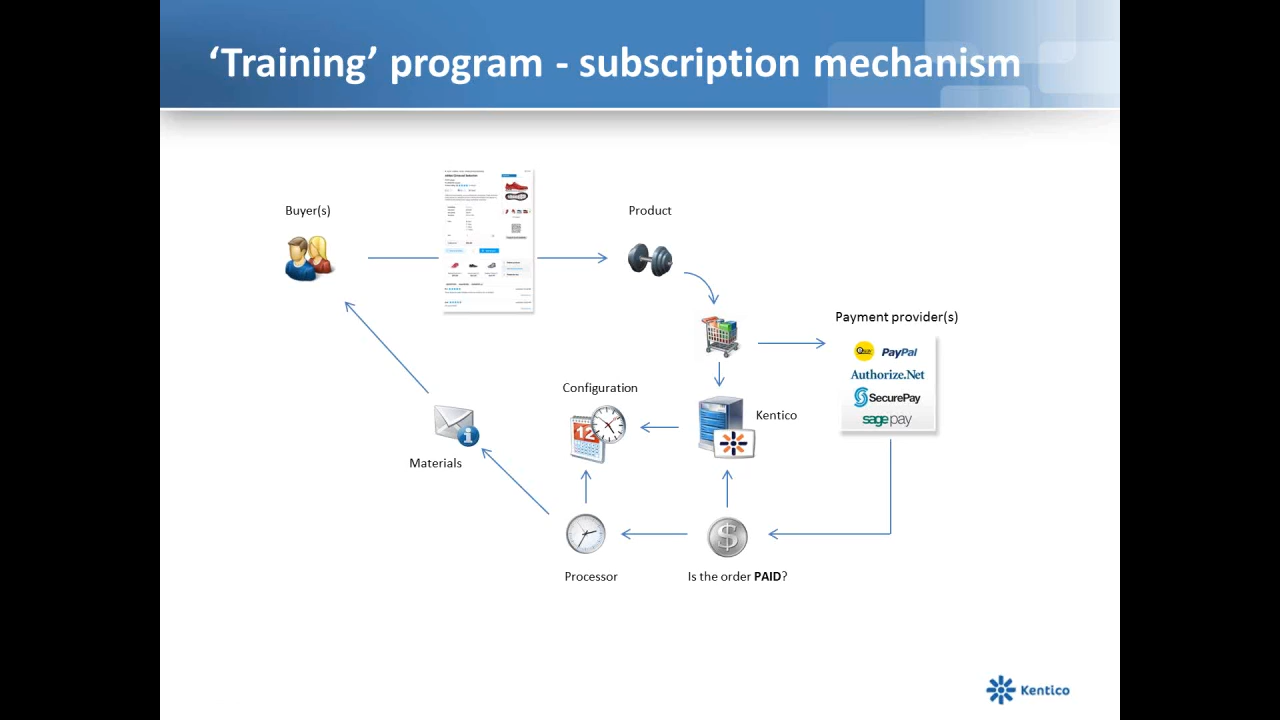 ‘Training’ program - subscription mechanism
Buyer(s)
Product
Payment provider(s)
PayPal
Authorize.Net
SecurePay
sage pay
Configuration
Kentico
12
Materials
$
Processor
Is the order PAID?
Kentico